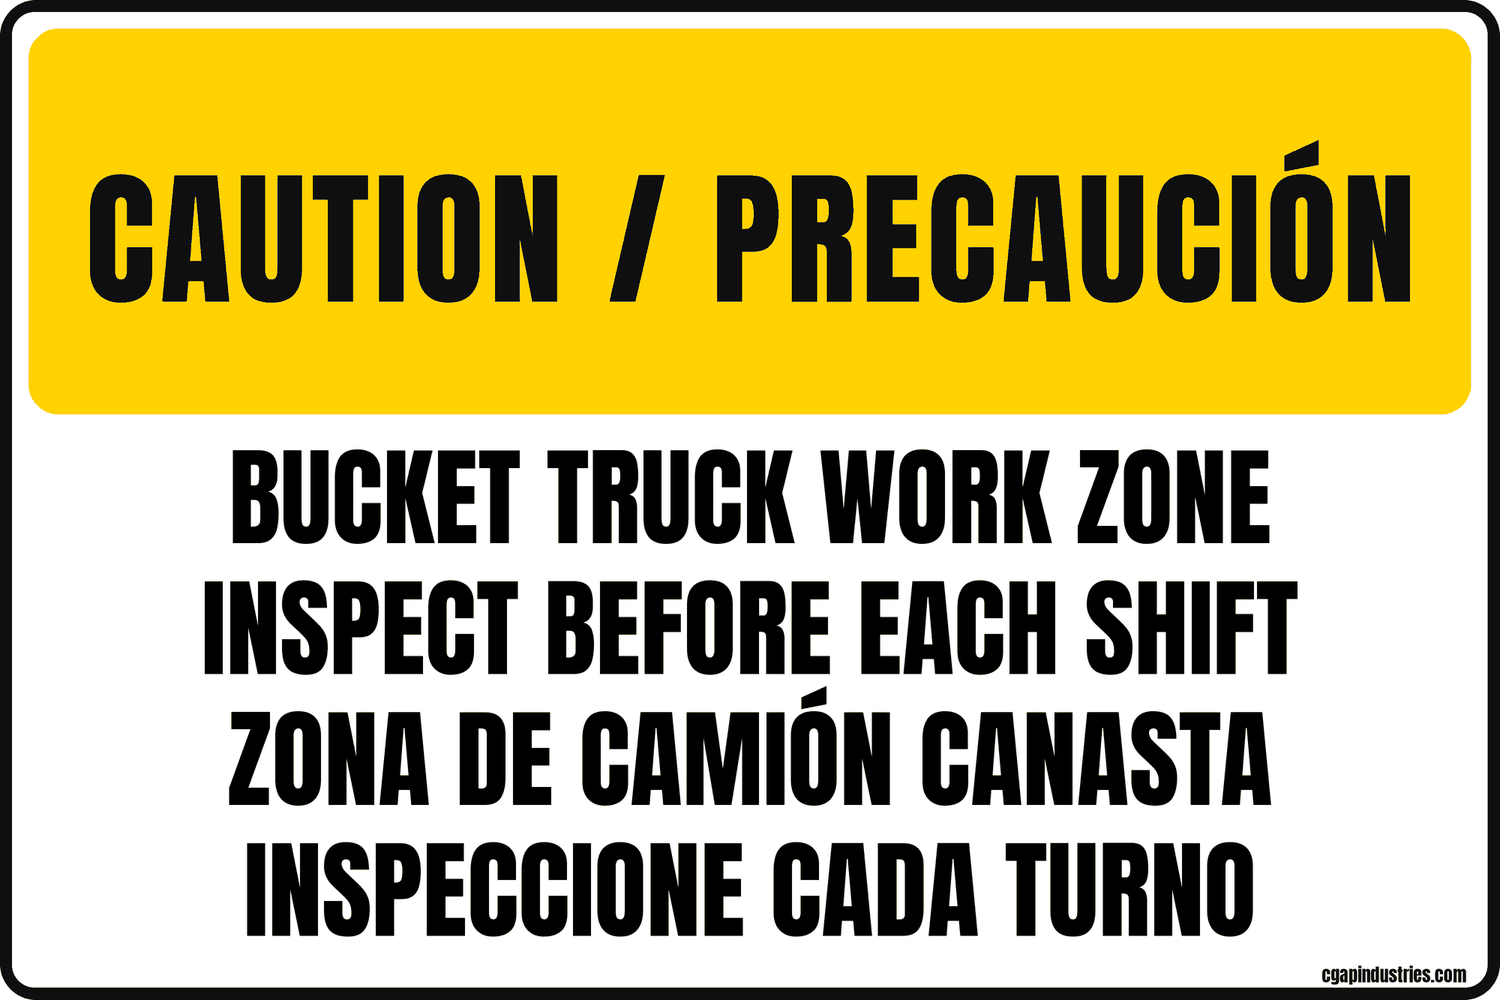 CAUTION / PRECAUCIÓN
BUCKET TRUCK WORK ZONE
INSPECT BEFORE EACH SHIFT
ZONA DE CAMIÓN CANASTA
INSPECCIONE CADA TURNO
cgapindustries.com